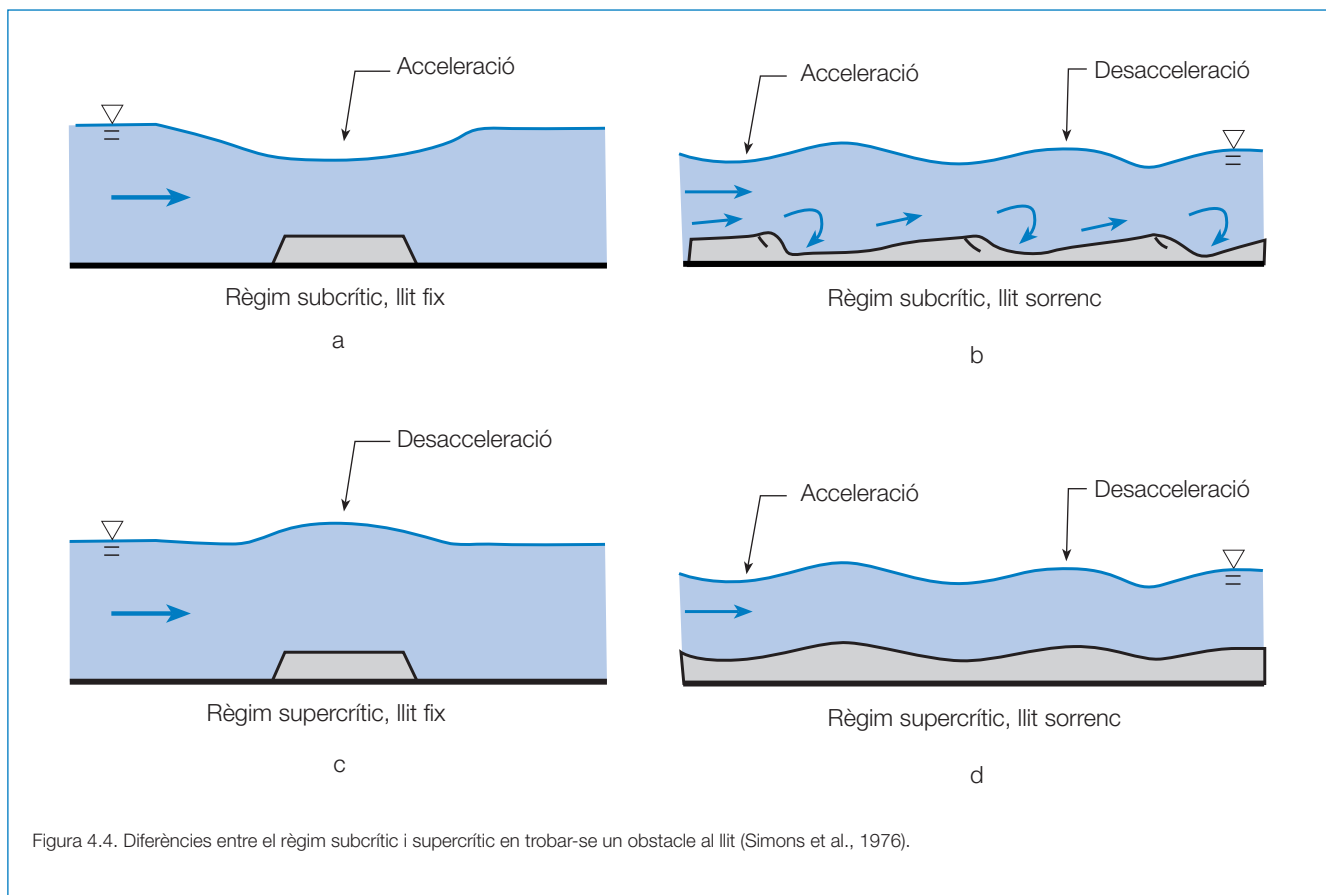 Acceleració
Règim subcrític, llit fix
a
Acceleració
Desacceleració
Règim subcrític, llit sorrenc
b
Desacceleració
Règim supercrític, llit fix
c
Acceleració
Desacceleració
Règim supercrític, llit sorrenc
d
Figura 4.4. Diferències entre el règim subcrític i supercrític en trobar-se un obstacle al llit (Simons et al., 1976).